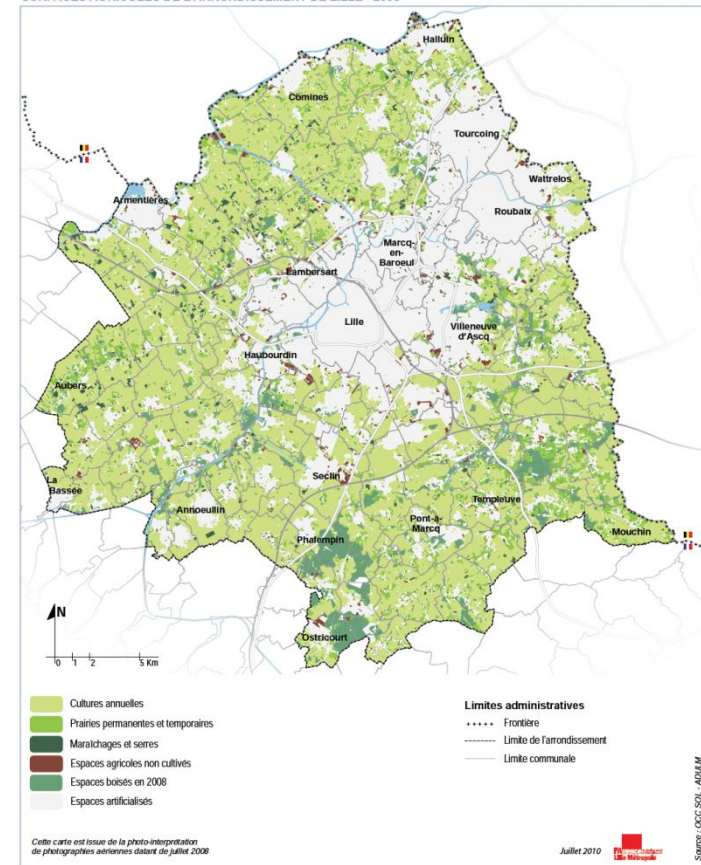 Halluin
Comines
Tourcoing
Wattrelos
Armentières
Roubaix
Marcq-
en-
Baroeul
Lambersart
Lille
Villeneuve
d'Ascq
Haubourdin
Aubers
Seclin
La
Bassée
Templeuve
Annoeullin
Pont-à-
Marcq
Phalempin
Mouchin
Ostricourt
N
0 1 2 5 Km
Cultures annuelles
Prairies permanentes et temporaires
Maraîchages et serres
Espaces agricoles non cultivés
Espaces boisés en 2008
Espaces artificialisés
Limites administratives
Frontière
Limite de l'arrondissement
Limite communale
Source : OCC SOL - ADULM
Cette carte est issue de la photo-interprétation
de photographies aériennes datant de juillet 2008
Juillet 2010
Lille Métropole